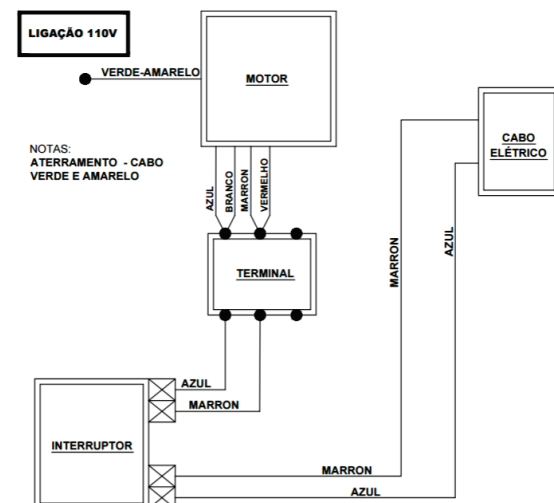 LIGAÇÃO 110V
VERDE-AMARELO
MOTOR
NOTAS:
ATERRAMENTO - CABO
VERDE E AMARELO
CABO
ELÉTRICO
AZUL
BRANCO
MARRON
VERMELHO
TERMINAL
MARRON
AZUL
AZUL
MARRON
INTERRUPTOR
MARRON
AZUL